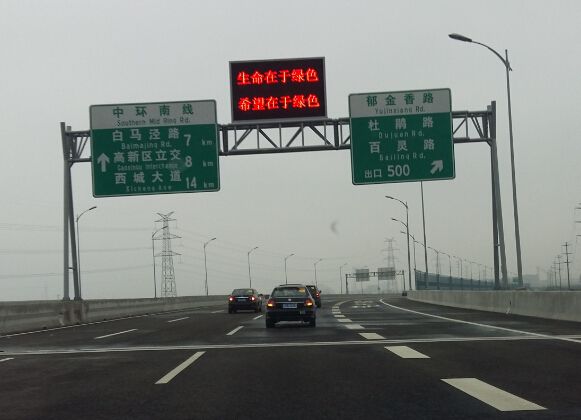 中环南线
Southern Mid Ring Rd.
白马泾路
Baimajing Rd.
7 km
高新区立交
Gaoxinqu Interchange
8 km
西城大道
Xicheng Ave
14 km
生命在于绿色
希望在于绿色
郁金香路
Yujinxiang Rd.
杜鹃路
Dujuan Rd.
百灵路
Bailing Rd.
出口 500